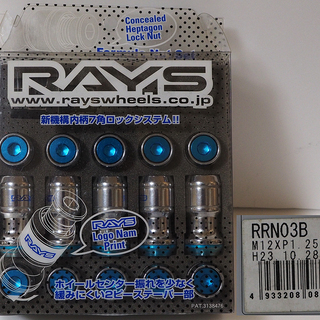 Concealed
Heptagon
Lock Nut
RAYS
www.rayswheels.co.jp
新機構内柄7角ロックシステム!!
RAYS
Logo Nam
Print
ホイールセンター振れを少なく
緩みにくい2ピーステーパー部
RRN03B
M12XP1.25
H23 10 28
4 933208 08